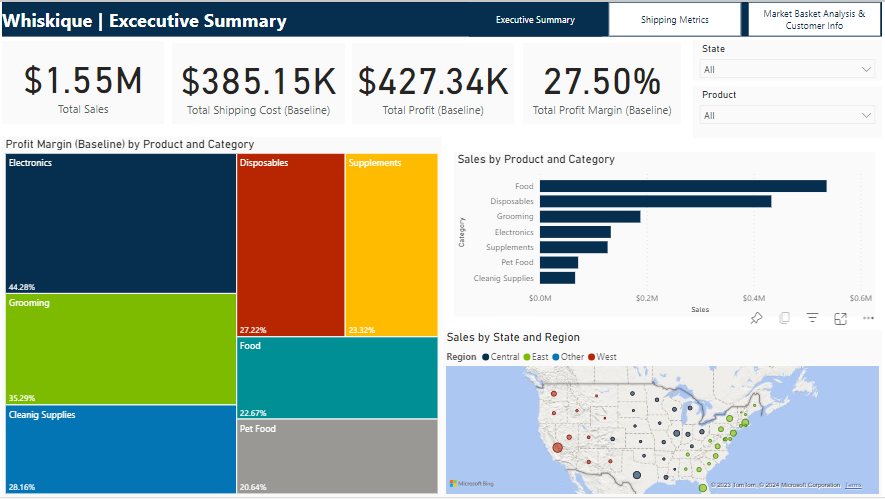 Whiskique | Excecutive Summary
Executive Summary
Shipping Metrics
Market Basket Analysis &
Customer Info
$1.55M
Total Sales
$385.15K
Total Shipping Cost (Baseline)
$427.34K
Total Profit (Baseline)
27.50%
Total Profit Margin (Baseline)
State
All
Product
All
Profit Margin (Baseline) by Product and Category
Electronics
44.28%
Grooming
35.29%
Cleanig Supplies
28.16%
Disposables
27.22%
Supplements
23.32%
Food
22.67%
Pet Food
20.64%
Sales by Product and Category
Category
Food
Disposables
Grooming
Electronics
Supplements
Pet Food
Cleanig Supplies
$0.0M $0.2M $0.4M $0.6M
Sales
Sales by State and Region
Region Central East Other West
Microsoft Bing
© 2023 TomTom, © 2024 Microsoft Corporation Terms